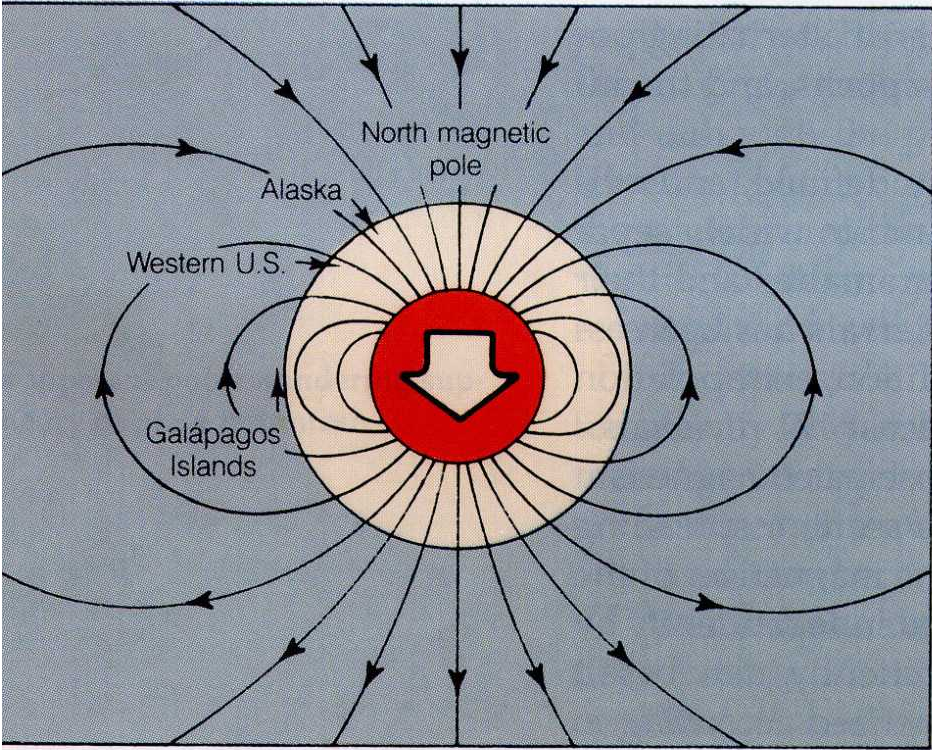 North magnetic
pole
Alaska
Western U.S.
Galápagos
Islands